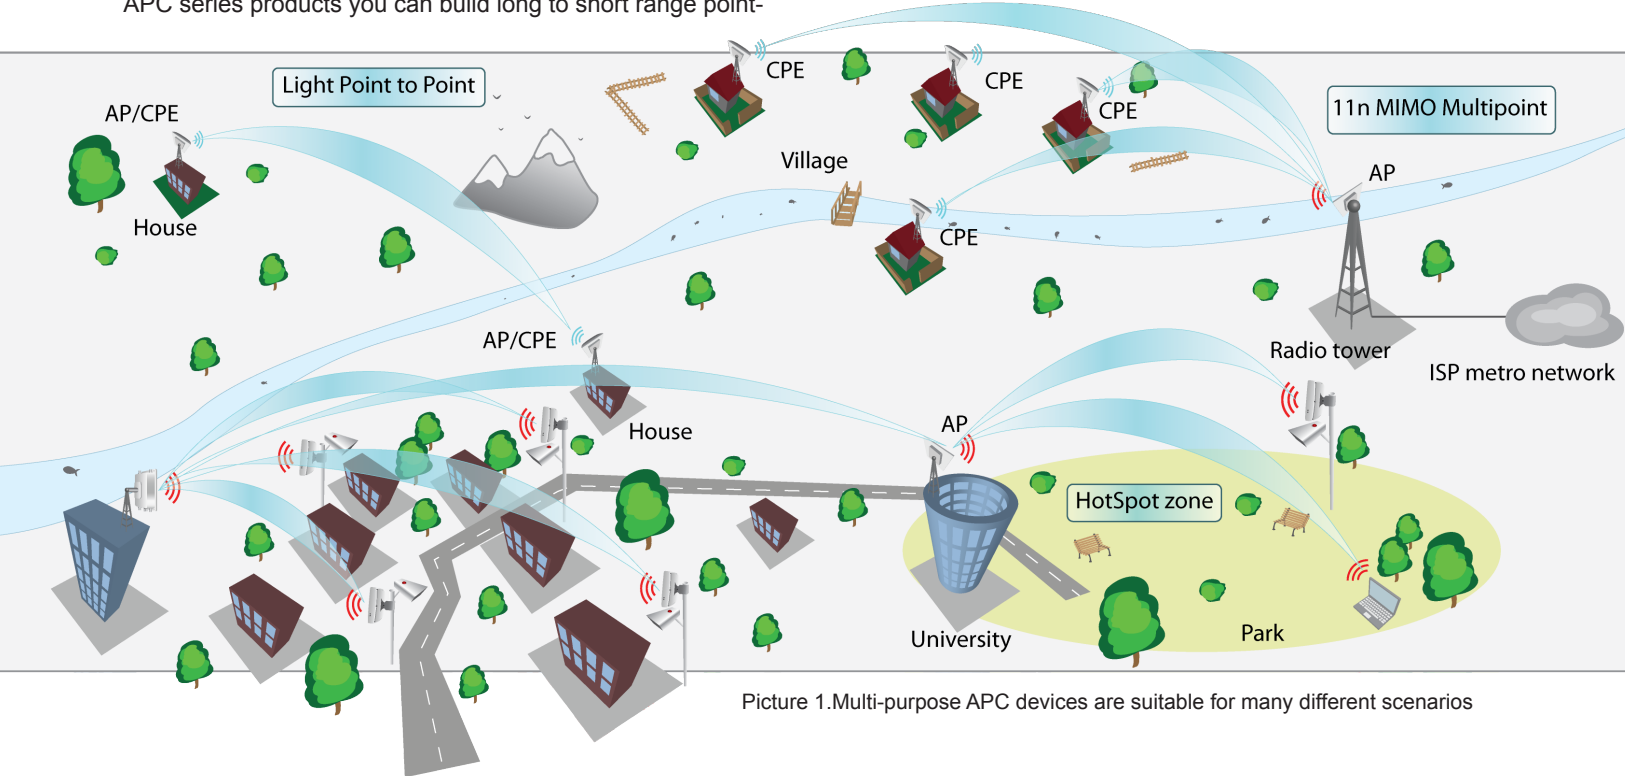 APC series products you can build long to short range point-
CPE
CPE
Light Point to Point
CPE
11n MIMO Multipoint
AP/CPE
Village
AP
House
CPE
AP/CPE
Radio tower
ISP metro network
House
AP
HotSpot zone
University
Park
Picture 1.Multi-purpose APC devices are suitable for many different scenarios